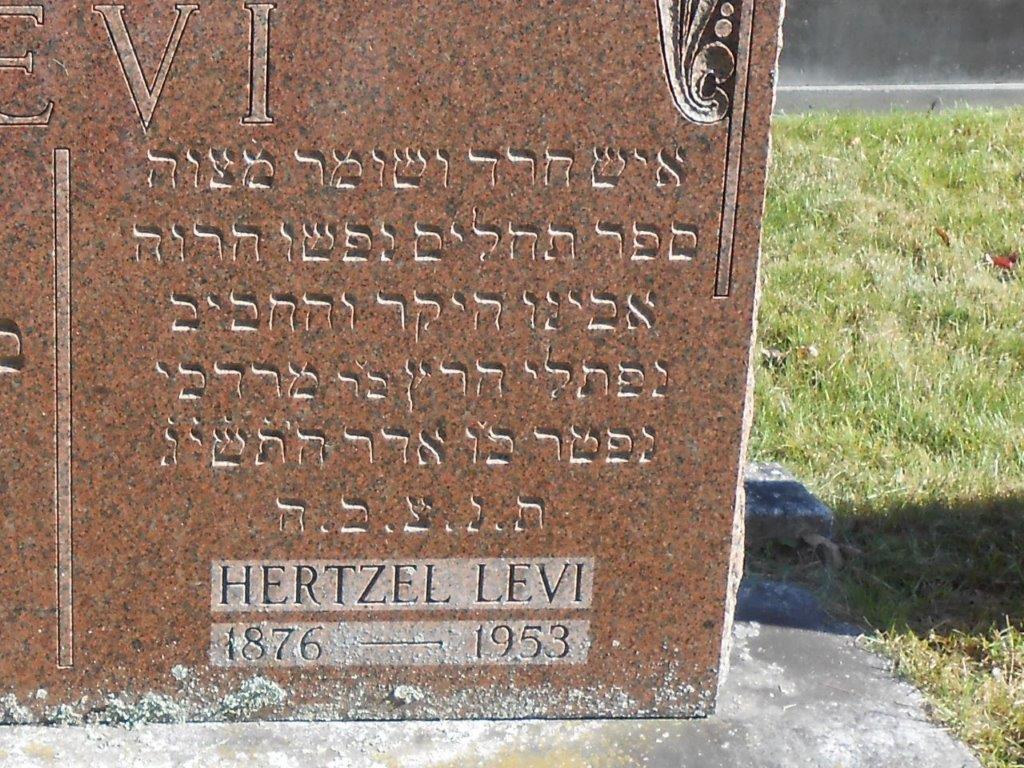 EVI
איש חרד ושומר מצוה
ספר תהלים נפשו הרוה
אבינו היקר והחביב
נפתלי הרץ בר מרדכי
נפטר כו אדר התשי״ג
ת.נ.צ.ב.ה
HERTZEL LEVI
1876 — 1953